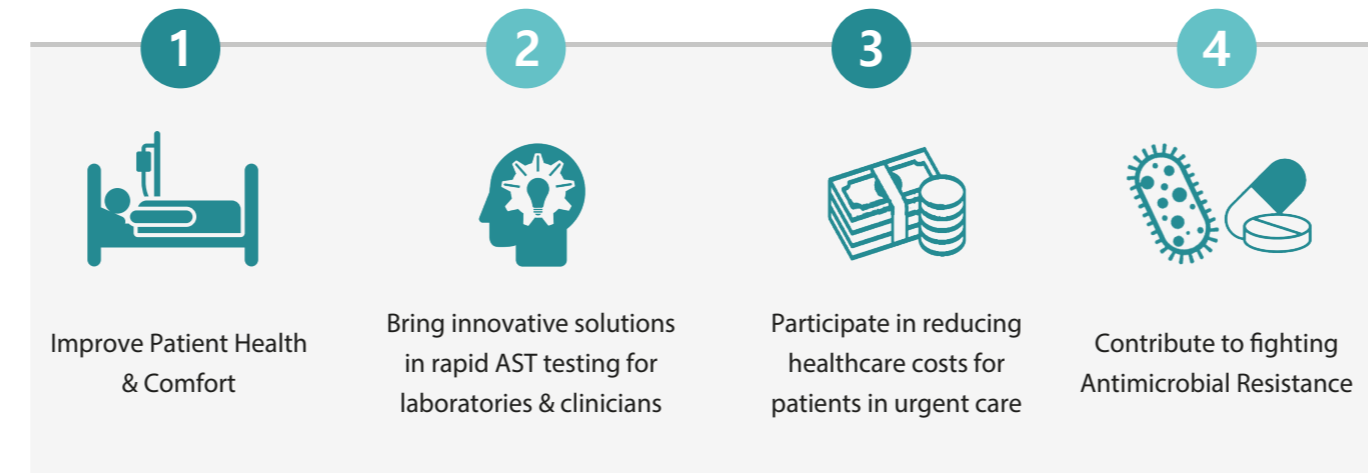 1
Improve Patient Health
& Comfort
2
Bring innovative solutions
in rapid AST testing for
laboratories & clinicians
3
Participate in reducing
healthcare costs for
patients in urgent care
4
Contribute to fighting
Antimicrobial Resistance